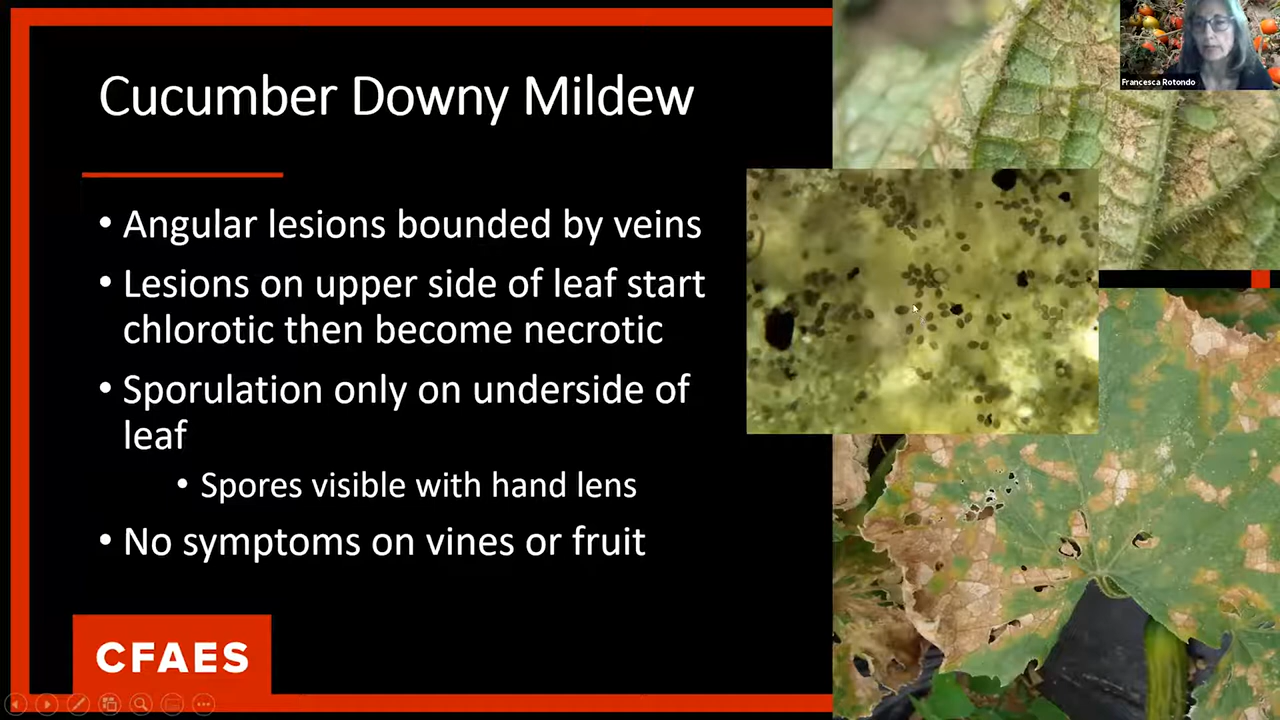 Cucumber Downy Mildew
• Angular lesions bounded by veins
• Lesions on upper side of leaf start
chlorotic then become necrotic
• Sporulation only on underside of
leaf
• Spores visible with hand lens
• No symptoms on vines or fruit
CFAES
Francesca Rotondo